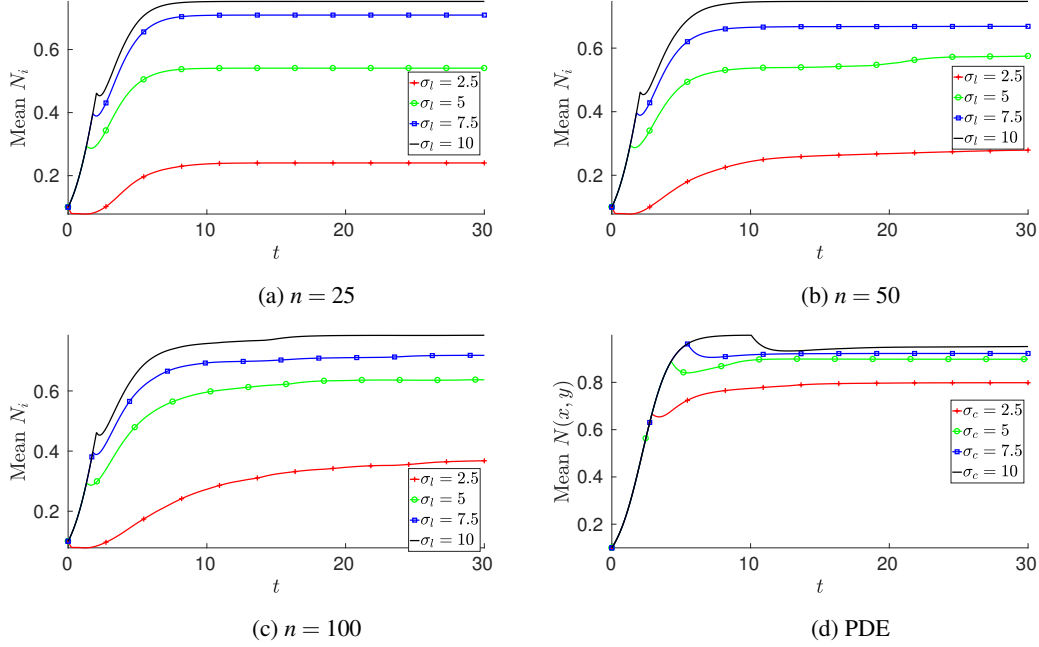 Mean N_i
0.6
0.4
0.2
0
10
20
30
t
σ_l = 2.5
σ_l = 5
σ_l = 7.5
σ_l = 10
(a) n = 25
Mean N_i
0.6
0.4
0.2
0
10
20
30
t
σ_l = 2.5
σ_l = 5
σ_l = 7.5
σ_l = 10
(b) n = 50
Mean N_i
0.6
0.4
0.2
0
10
20
30
t
σ_l = 2.5
σ_l = 5
σ_l = 7.5
σ_l = 10
(c) n = 100
Mean N(x, y)
0.8
0.6
0.4
0.2
0
10
20
30
t
σ_c = 2.5
σ_c = 5
σ_c = 7.5
σ_c = 10
(d) PDE